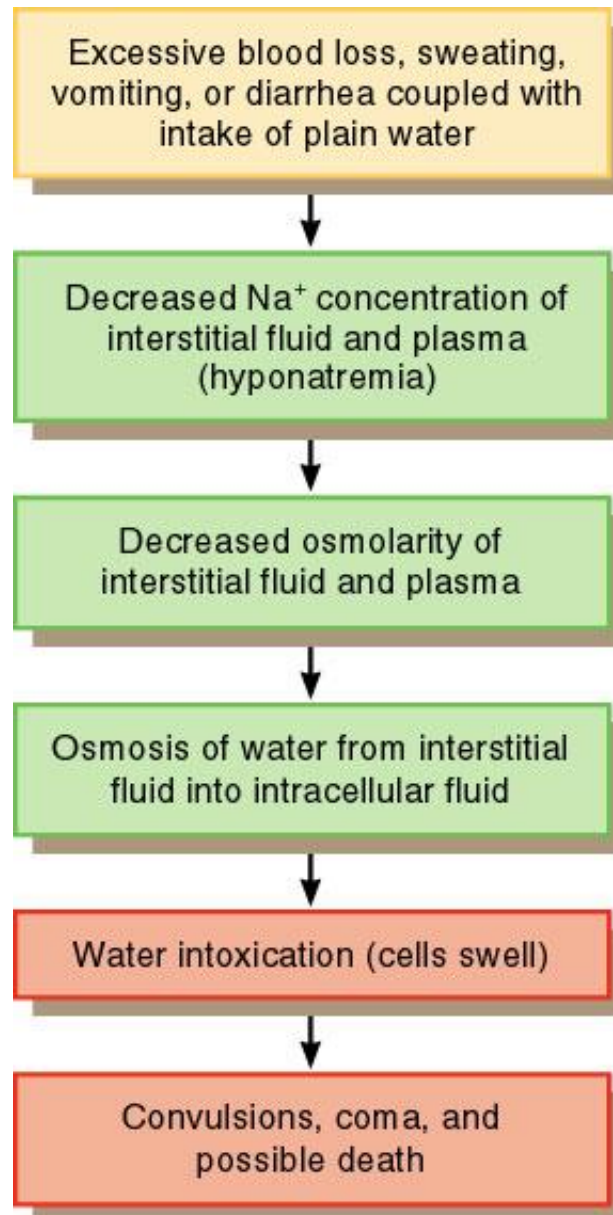 Excessive blood loss, sweating,
vomiting, or diarrhea coupled with
intake of plain water
Decreased Na⁺ concentration of
interstitial fluid and plasma
(hyponatremia)
Decreased osmolarity of
interstitial fluid and plasma
Osmosis of water from interstitial
fluid into intracellular fluid
Water intoxication (cells swell)
Convulsions, coma, and
possible death